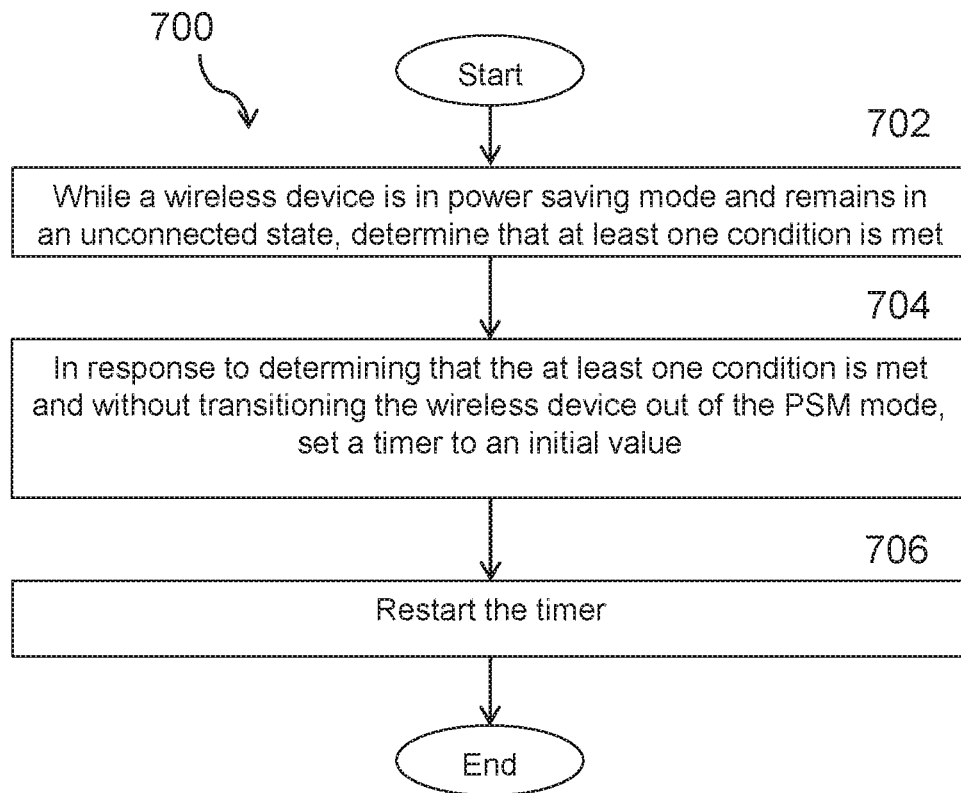 700
Start
702
While a wireless device is in power saving mode and remains in
an unconnected state, determine that at least one condition is met
704
In response to determining that the at least one condition is met
and without transitioning the wireless device out of the PSM mode,
set a timer to an initial value
706
Restart the timer
End